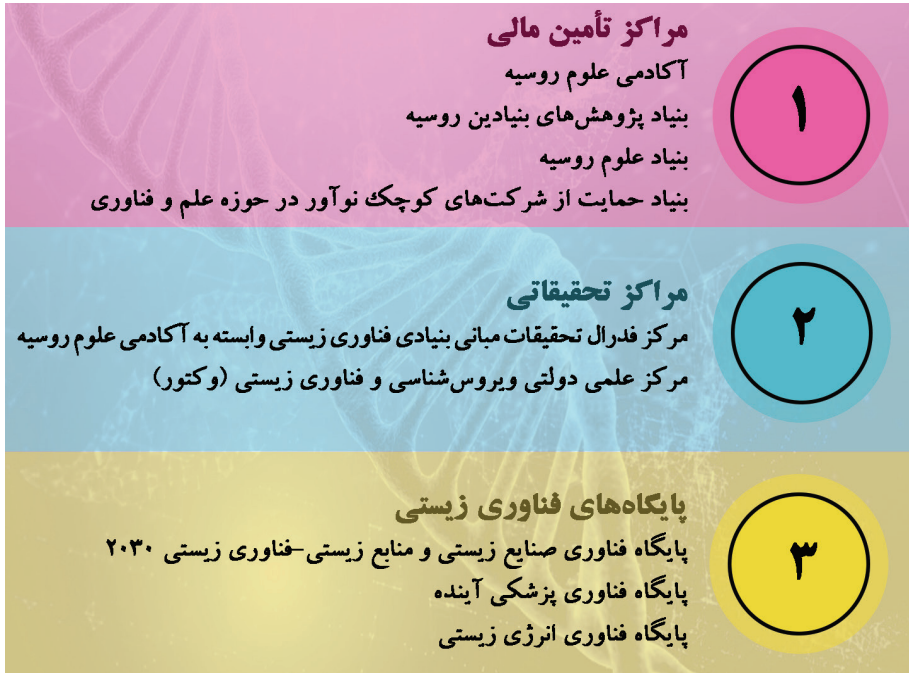 ۱
مراکز تأمین مالی
آکادمی علوم روسیه
بنیاد پژوهش‌های بنیادین روسیه
بنیاد علوم روسیه
بنیاد حمایت از شرکت‌های کوچک نوآور در حوزه علم و فناوری
۲
مراکز تحقیقاتی
مرکز فدرال تحقیقات مبانی بنیادی فناوری زیستی وابسته به آکادمی علوم روسیه
مرکز علمی دولتی ویروس‌شناسی و فناوری زیستی (وکتور)
۳
پایگاه‌های فناوری زیستی
پایگاه فناوری صنایع زیستی و منابع زیستی-فناوری زیستی ۲۰۳۰
پایگاه فناوری پزشکی آینده
پایگاه فناوری انرژی زیستی